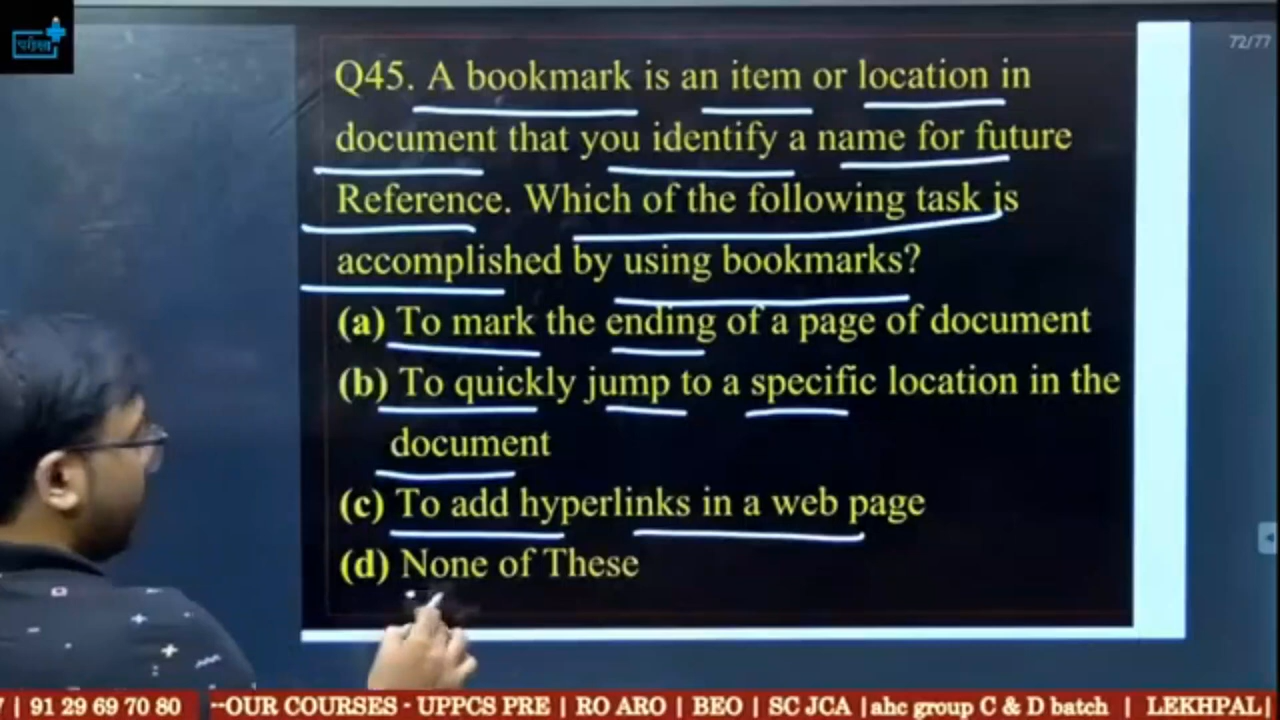 परीक्षा
72/77
Q45. A bookmark is an item or location in
document that you identify a name for future
Reference. Which of the following task is
accomplished by using bookmarks?
(a) To mark the ending of a page of document
(b) To quickly jump to a specific location in the
document
(c) To add hyperlinks in a web page
(d) None of These
7 | 91 29 69 70 80 --OUR COURSES - UPPCS PRE | RO ARO | BEO | SC JCA |ahc group C & D batch | LEKHPAL|